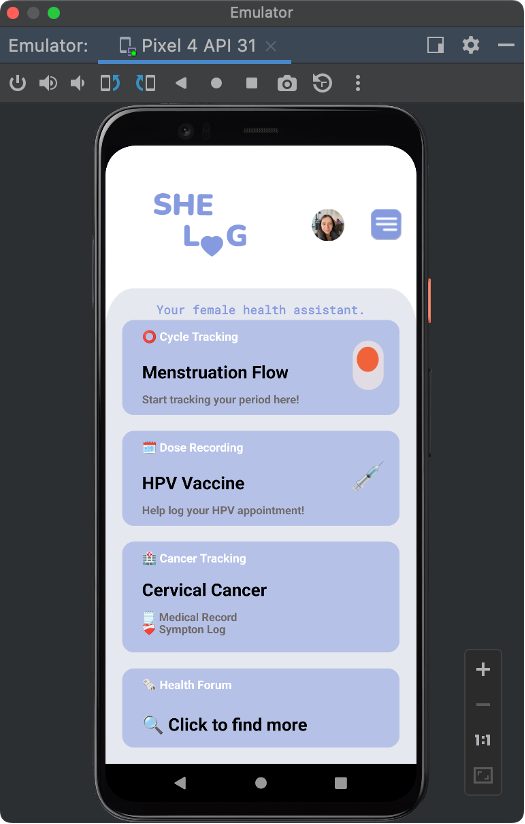 Emulator
Emulator: Pixel 4 API 31
SHE
L G
Your female health assistant.
Cycle Tracking
Menstruation Flow
Start tracking your period here!
Dose Recording
HPV Vaccine
Help log your HPV appointment!
Cancer Tracking
Cervical Cancer
Medical Record
Sympton Log
Health Forum
Click to find more
1:1